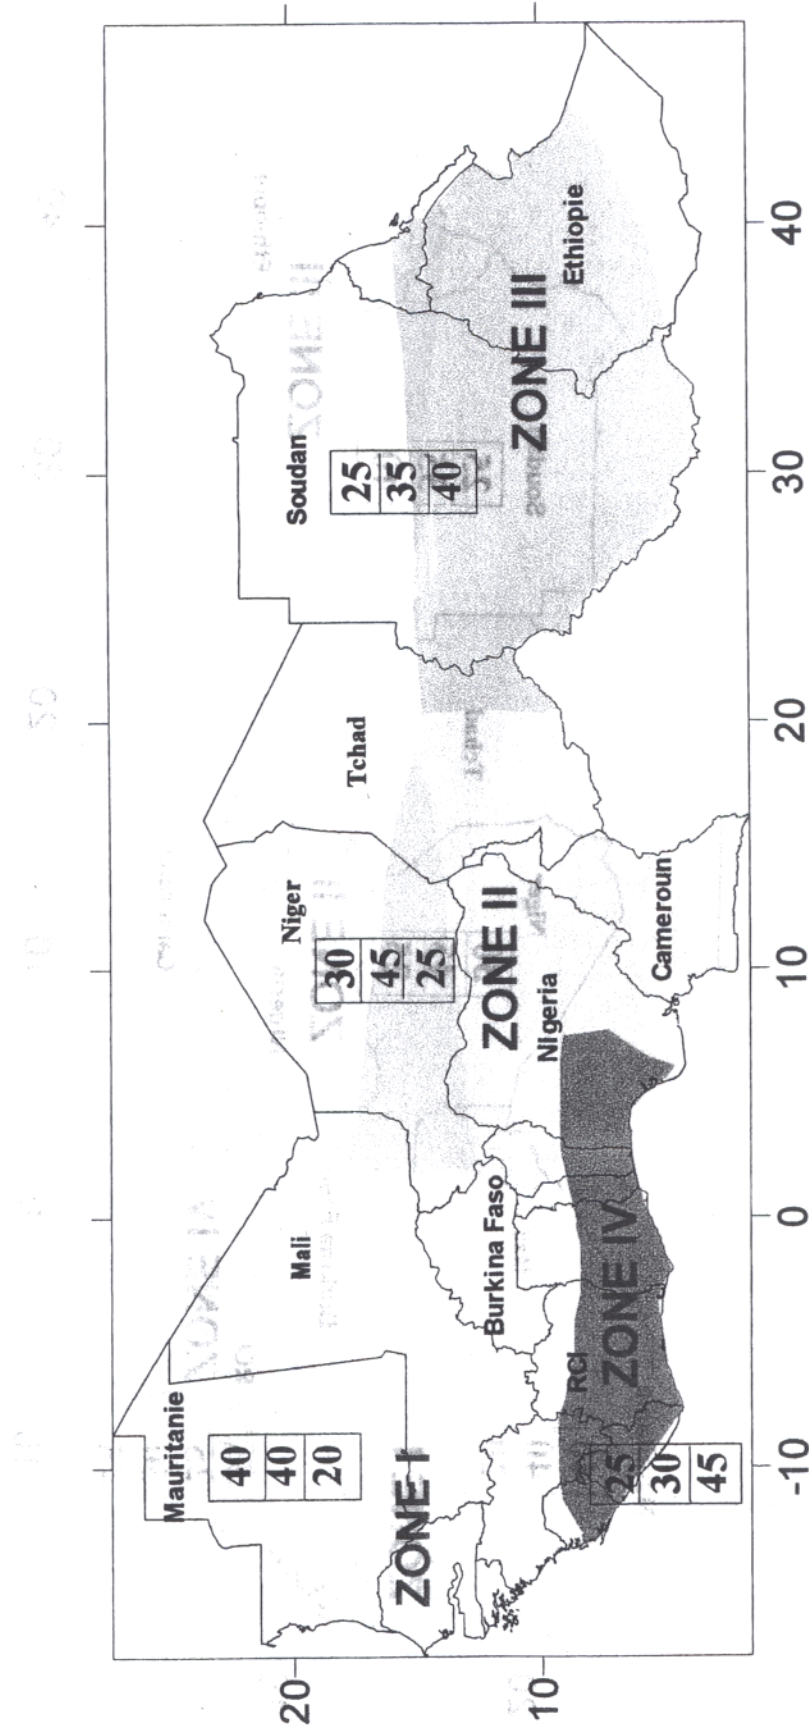 Mauritanie
40
40
20
ZONE I
Mali
Burkina Faso
RCI
ZONE IV
25
30
45
Niger
30
45
25
ZONE II
Nigeria
Cameroun
Tchad
Soudan
25
35
40
ZONE III
Ethiopie
20
10
-10
0
10
20
30
40